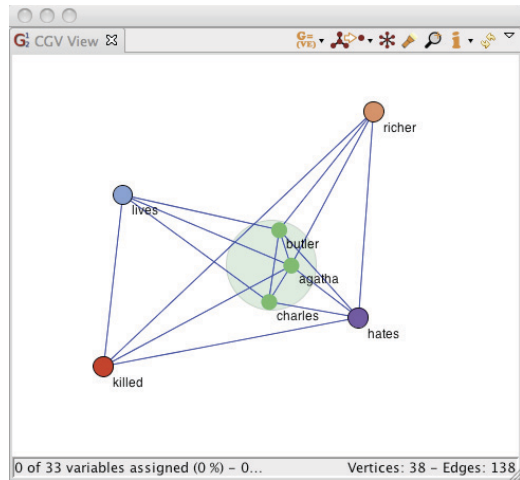 CGV View
G=
(VE)
i
richer
lives
butler
agatha
charles
hates
killed
0 of 33 variables assigned (0 %) – 0... Vertices: 38 – Edges: 138